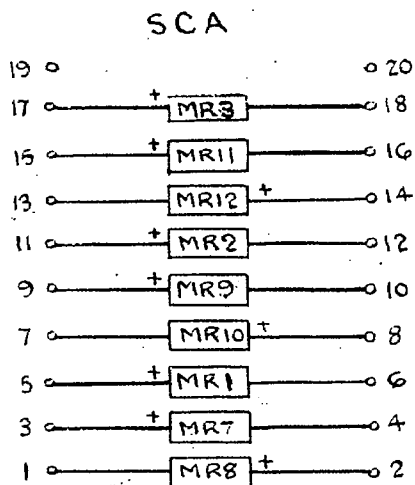 SCA
19 20
+
17 MR3 18
+
15 MR11 16
13 MR12 + 14
+
11 MR2 12
+
9 MR9 10
7 MR10 + 8
+
5 MR1 6
+
3 MR7 4
1 MR8 + 2